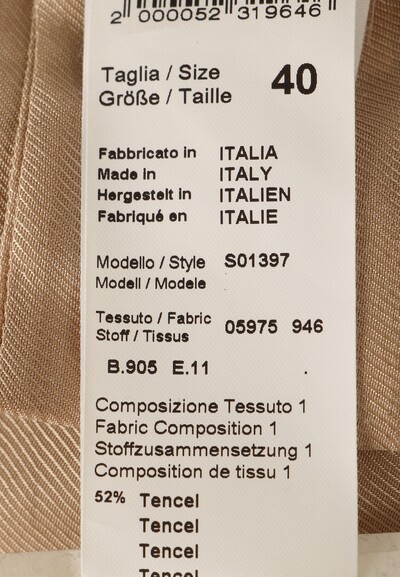 2 000052 319646
Taglia / Size 40
Größe / Taille
Fabbricato in ITALIA
Made in ITALY
Hergestelt in ITALIEN
Fabriqué en ITALIE
Modello / Style S01397
Modell / Modele
Tessuto / Fabric 05975 946
Stoff / Tissus
B.905 E.11
Composizione Tessuto 1
Fabric Composition 1
Stoffzusammensetzung 1
Composition de tissu 1
52% Tencel
Tencel
Tencel
Tencel